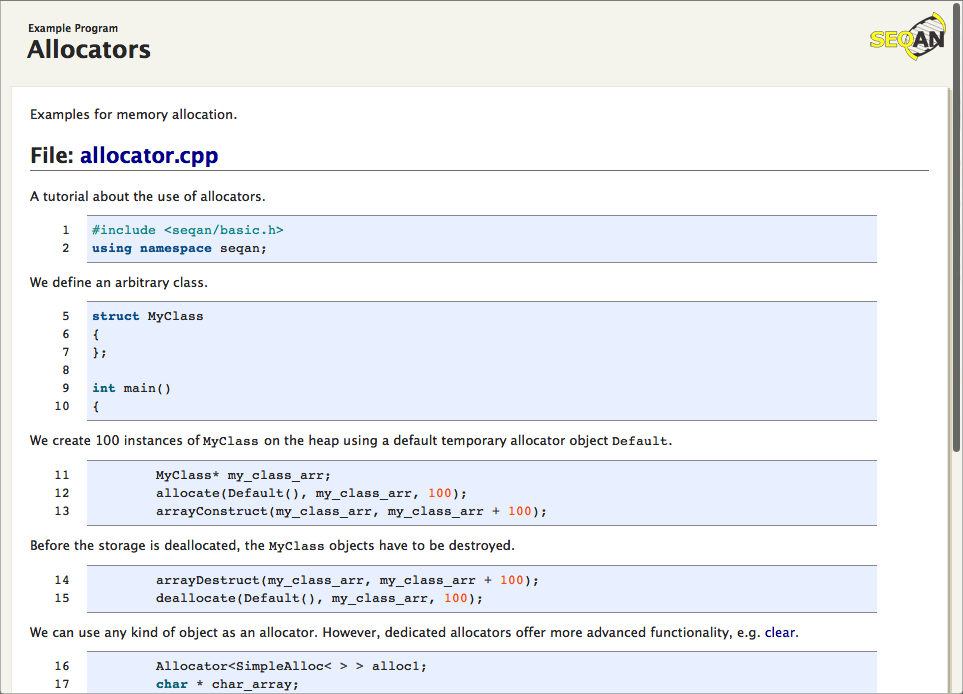 Example Program
Allocators
SEQAN
Examples for memory allocation.
File: allocator.cpp
A tutorial about the use of allocators.
1 #include <seqan/basic.h>
2 using namespace seqan;
We define an arbitrary class.
5 struct MyClass
6 {
7 };
8
9 int main()
10 {
We create 100 instances of MyClass on the heap using a default temporary allocator object Default.
11 MyClass* my_class_arr;
12 allocate(Default(), my_class_arr, 100);
13 arrayConstruct(my_class_arr, my_class_arr + 100);
Before the storage is deallocated, the MyClass objects have to be destroyed.
14 arrayDestruct(my_class_arr, my_class_arr + 100);
15 deallocate(Default(), my_class_arr, 100);
We can use any kind of object as an allocator. However, dedicated allocators offer more advanced functionality, e.g. clear.
16 Allocator<SimpleAlloc< > > alloc1;
17 char * char_array;